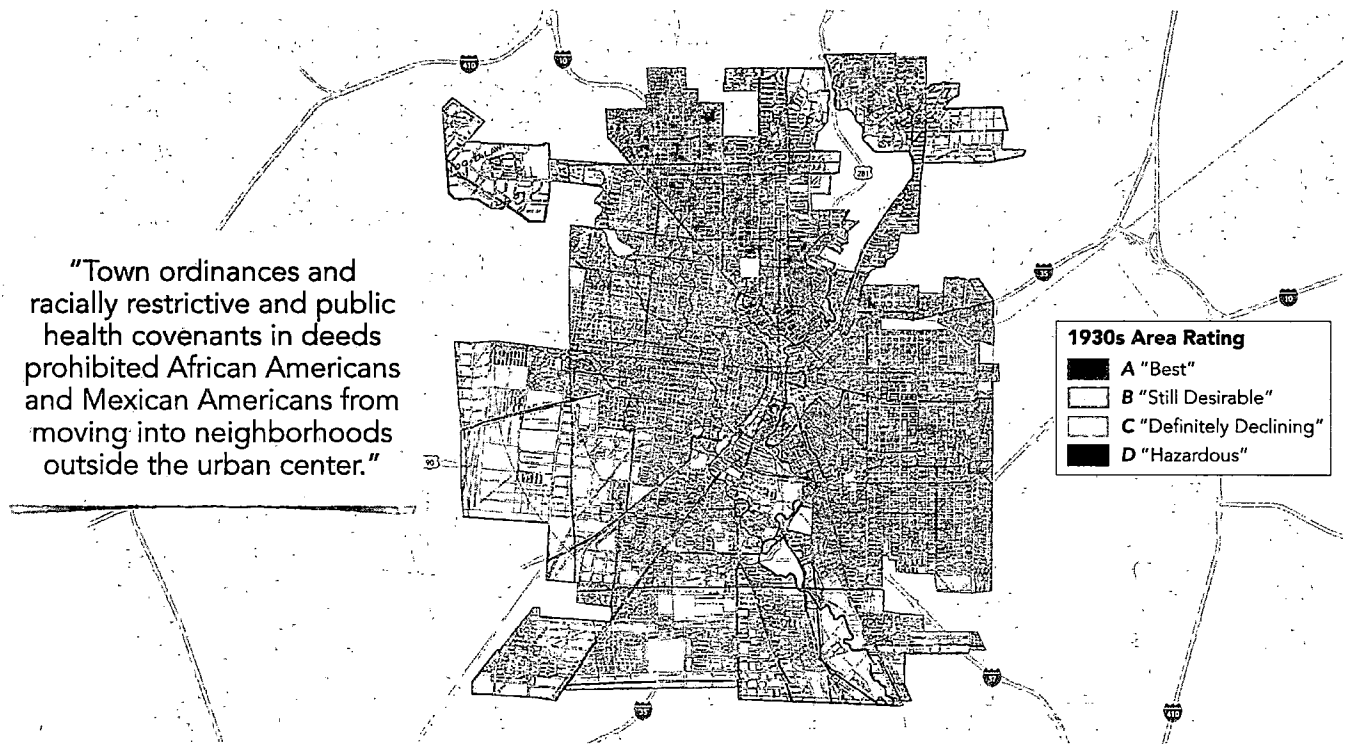 410
10
281
"Town ordinances and
racially restrictive and public
health covenants in deeds
prohibited African Americans
and Mexican Americans from
moving into neighborhoods
outside the urban center."
35
10
1930s Area Rating
A "Best"
B "Still Desirable"
C "Definitely Declining"
D "Hazardous"
90
37
35
410